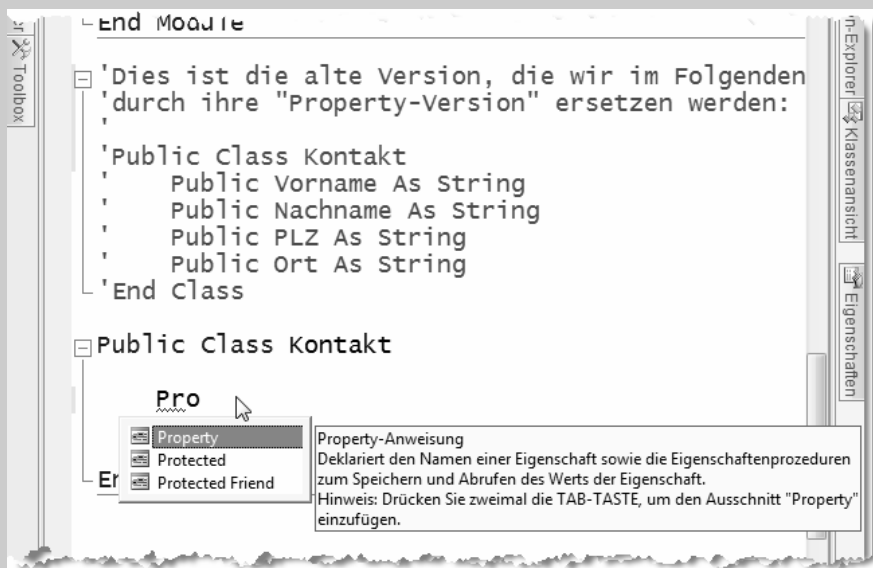 End Module
'Dies ist die alte Version, die wir im Folgenden
'durch ihre "Property-Version" ersetzen werden:
'
'Public Class Kontakt
'    Public Vorname As String
'    Public Nachname As String
'    Public PLZ As String
'    Public Ort As String
'End Class
Public Class Kontakt
Pro
Property
Protected
Protected Friend
Property-Anweisung
Deklariert den Namen einer Eigenschaft sowie die Eigenschaftenprozeduren
zum Speichern und Abrufen des Werts der Eigenschaft.
Hinweis: Drücken Sie zweimal die TAB-TASTE, um den Ausschnitt "Property"
einzufügen.
Toolbox
n-Explorer
Klassenansicht
Eigenschaften